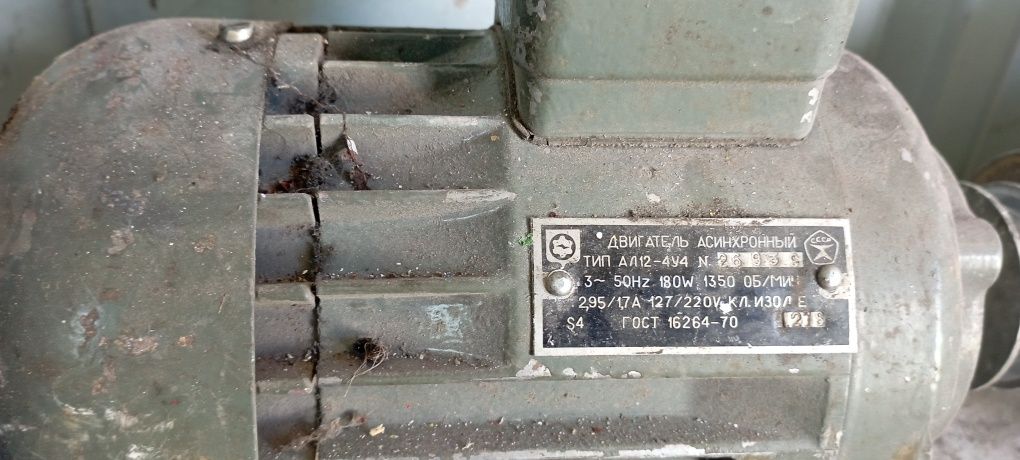 ДВИГАТЕЛЬ АСИНХРОННЫЙ
СССР
ТИП АЛ12-4У4 N
3~ 50Hz 180W 1350 ОБ/МИН
2,95/1,7А 127/220V КЛ. ИЗОЛ Е
S4 ГОСТ 16264-70